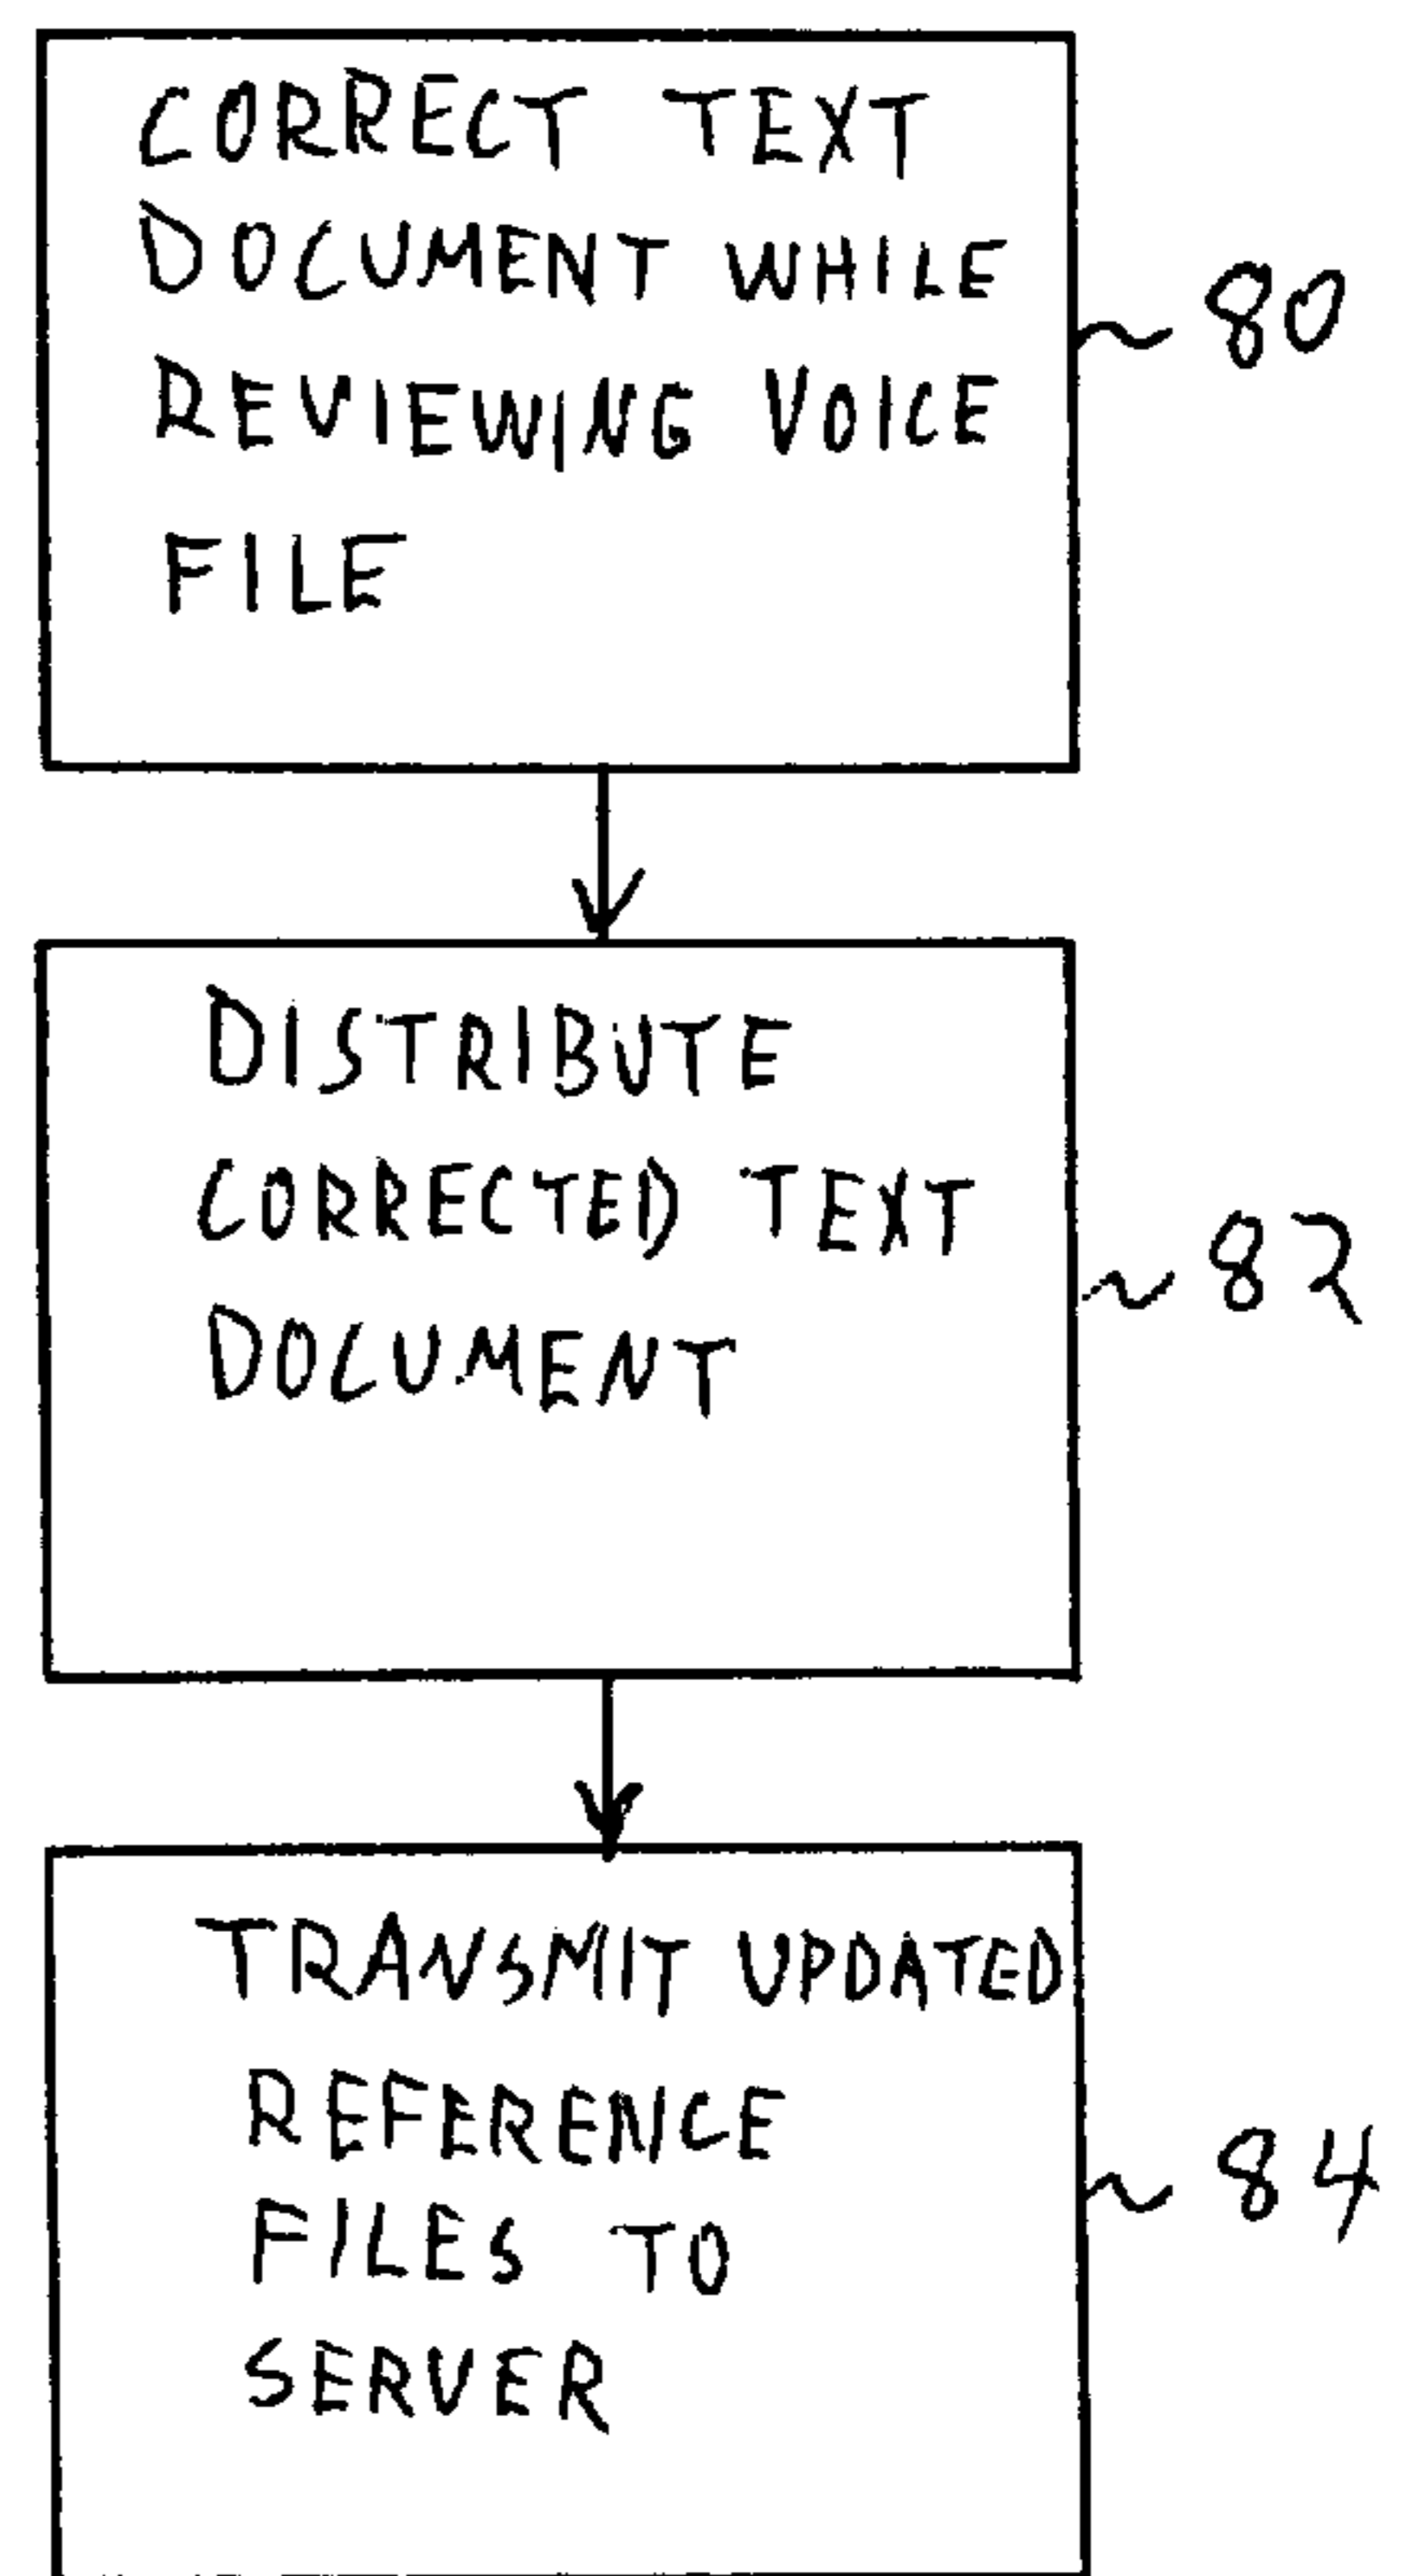 CORRECT TEXT
DOCUMENT WHILE
REVIEWING VOICE
FILE
80
DISTRIBUTE
CORRECTED TEXT
DOCUMENT
82
TRANSMIT UPDATED
REFERENCE
FILES TO
SERVER
84